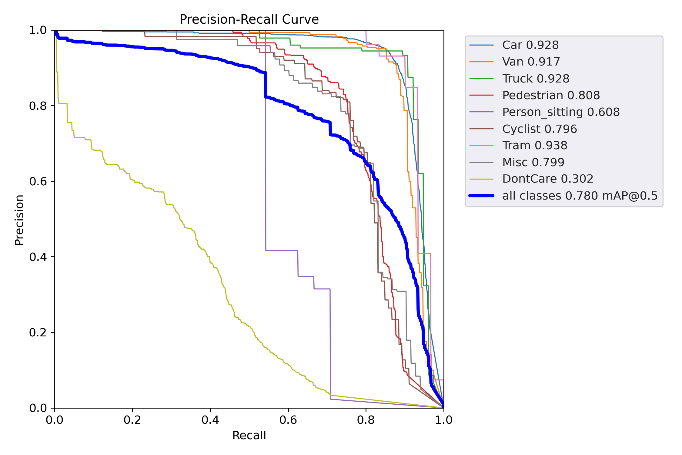 Precision-Recall Curve
1.0
0.8
0.6
0.4
0.2
0.0
Precision
0.0 0.2 0.4 0.6 0.8 1.0
Recall
Car 0.928
Van 0.917
Truck 0.928
Pedestrian 0.808
Person_sitting 0.608
Cyclist 0.796
Tram 0.938
Misc 0.799
DontCare 0.302
all classes 0.780 mAP@0.5